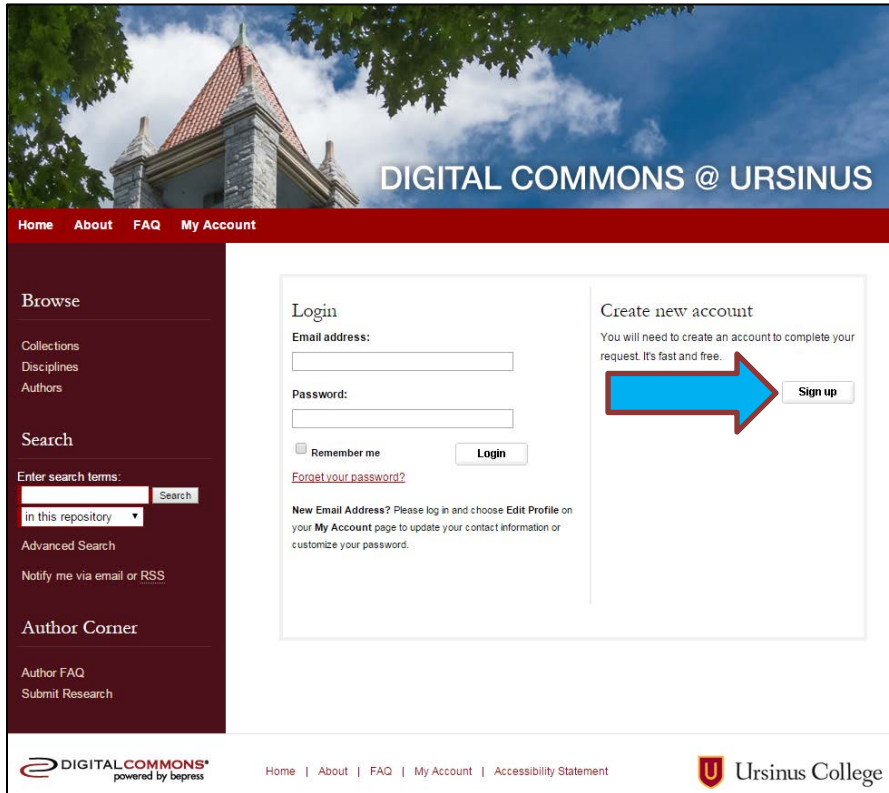 DIGITAL COMMONS @ URSINUS
Home About FAQ My Account
Browse
Collections
Disciplines
Authors
Search
Enter search terms:
Search
in this repository
Advanced Search
Notify me via email or RSS
Author Corner
Author FAQ
Submit Research
Login
Email address:
Password:
Remember me
Login
Forget your password?
New Email Address? Please log in and choose Edit Profile on
your My Account page to update your contact information or
customize your password.
Create new account
You will need to create an account to complete your
request. It's fast and free.
Sign up
DIGITALCOMMONS®
powered by bepress
Home | About | FAQ | My Account | Accessibility Statement
U Ursinus College